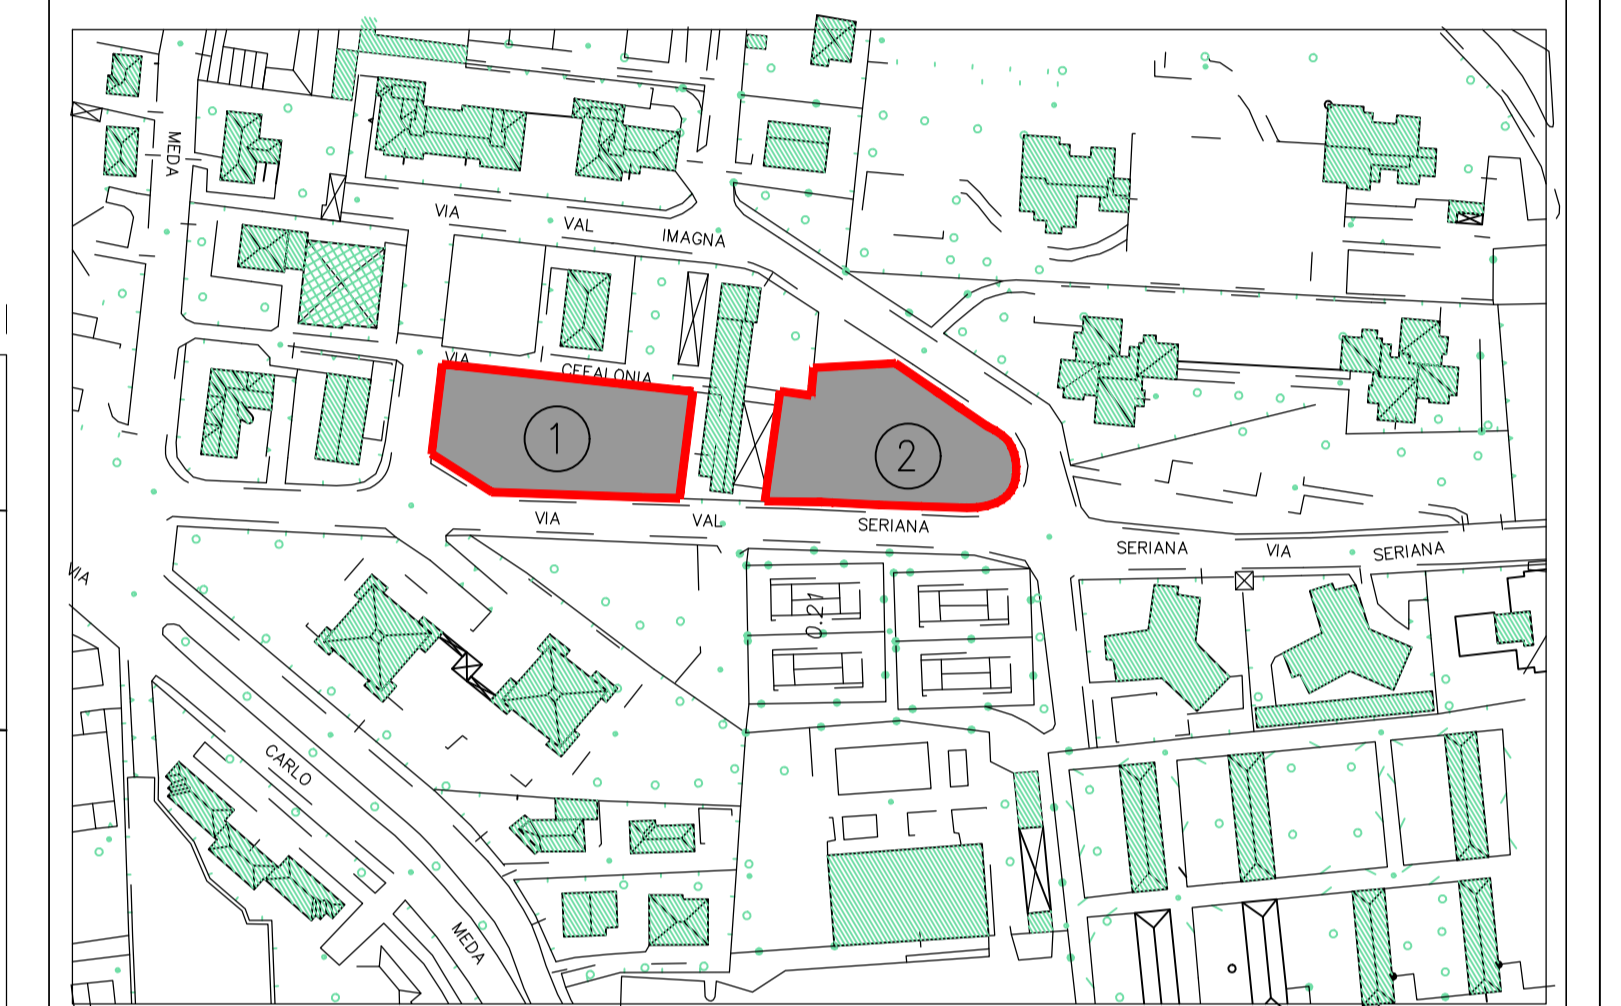 MEDA
VIA VAL IMAGNA
VIA CEFALONIA
1
2
VIA VAL SERIANA
SERIANA VIA SERIANA
VIA
0.21
CARLO
MEDA